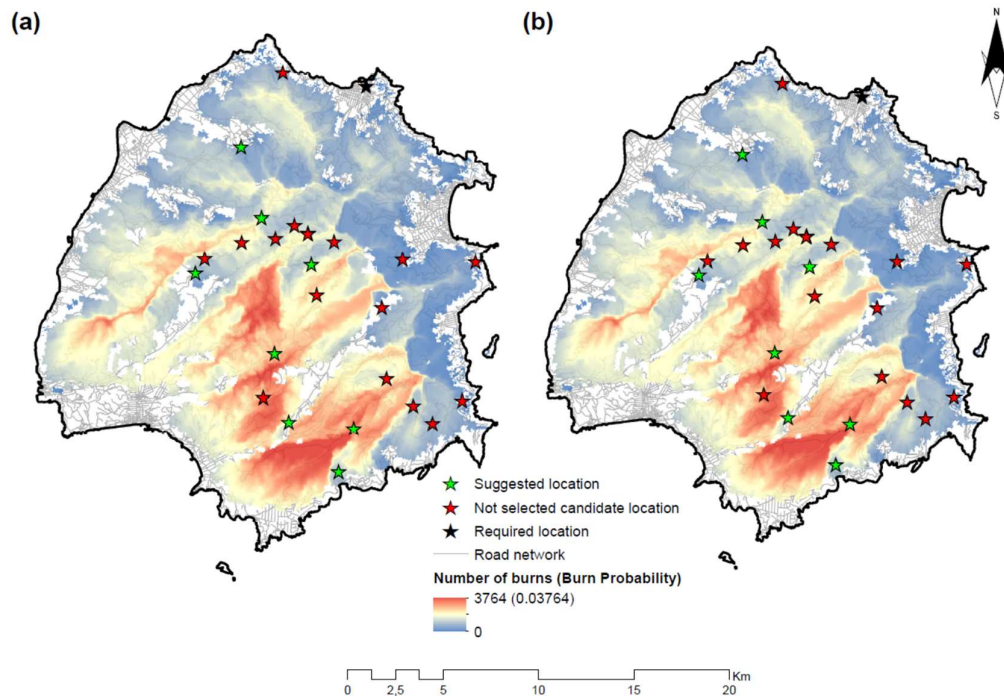 (a)
(b)
N
S
Suggested location
Not selected candidate location
Required location
Road network
Number of burns (Burn Probability)
3764 (0.03764)
0
Km
0 2,5 5 10 15 20